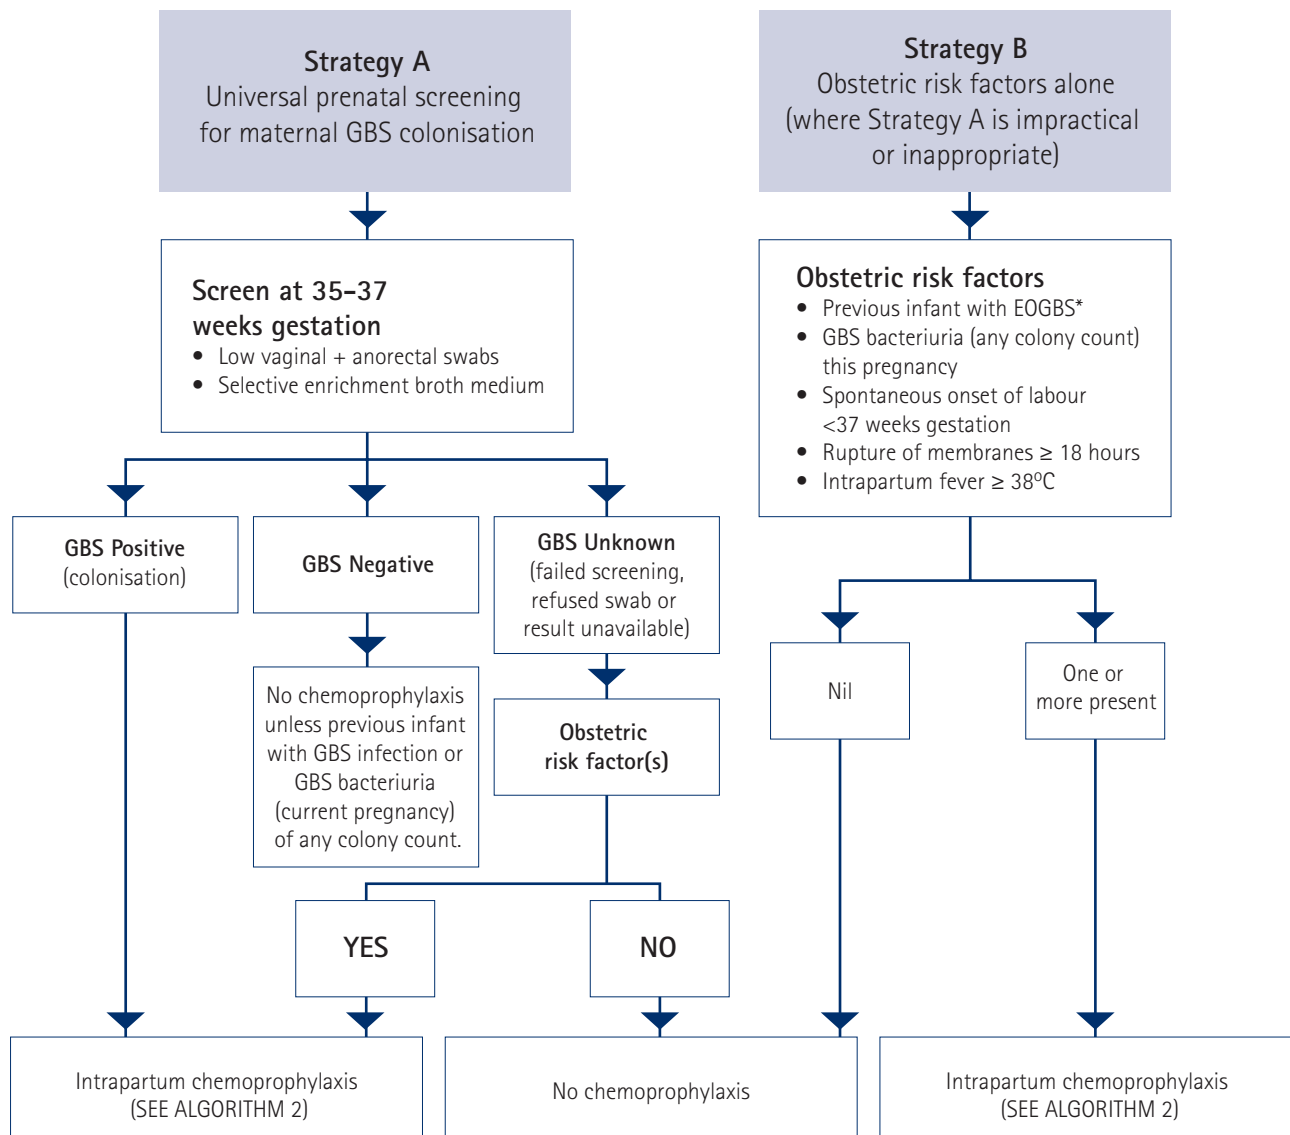 Strategy A
Universal prenatal screening
for maternal GBS colonisation
Strategy B
Obstetric risk factors alone
(where Strategy A is impractical
or inappropriate)
Screen at 35–37
weeks gestation
• Low vaginal + anorectal swabs
• Selective enrichment broth medium
Obstetric risk factors
• Previous infant with EOGBS*
• GBS bacteriuria (any colony count)
this pregnancy
• Spontaneous onset of labour
<37 weeks gestation
• Rupture of membranes ≥ 18 hours
• Intrapartum fever ≥ 38ºC
GBS Positive
(colonisation)
GBS Negative
GBS Unknown
(failed screening,
refused swab or
result unavailable)
No chemoprophylaxis
unless previous infant
with GBS infection or
GBS bacteriuria
(current pregnancy)
of any colony count.
Obstetric
risk factor(s)
Nil
One or
more present
YES
NO
Intrapartum chemoprophylaxis
(SEE ALGORITHM 2)
No chemoprophylaxis
Intrapartum chemoprophylaxis
(SEE ALGORITHM 2)